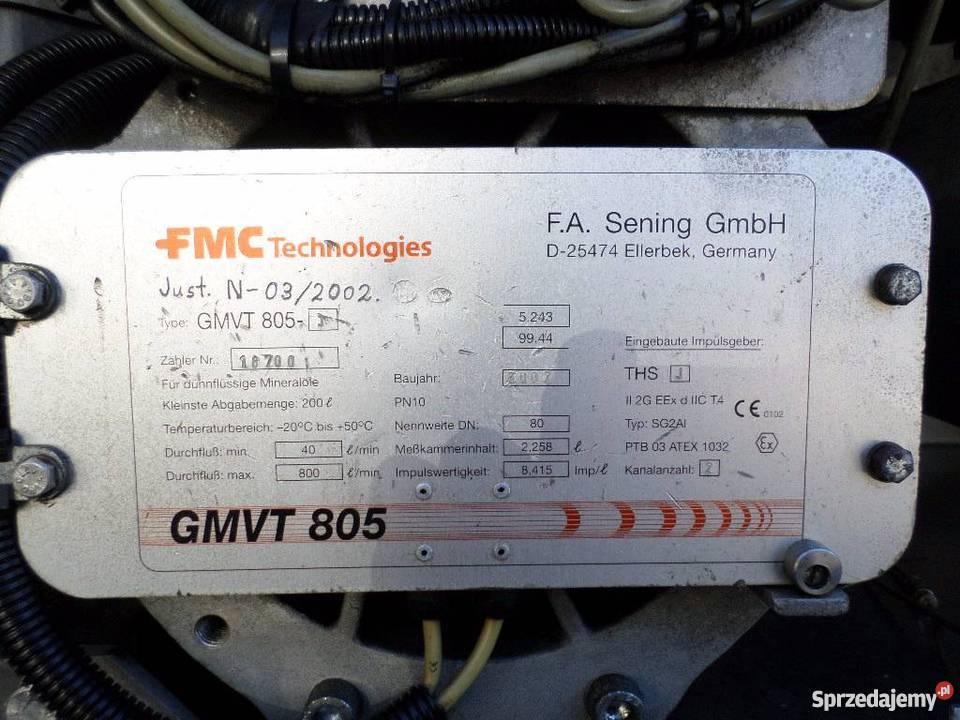 FMC Technologies
F.A. Sening GmbH
D-25474 Ellerbek, Germany
Just. N-03/2002.
Type: GMVT 805-
5.243
99.44
Zähler Nr.:
Für dünnflüssige Mineralöle
Kleinste Abgabemenge: 200ℓ
Temperaturbereich: –20°C bis +50°C
Durchfluß: min. 40 ℓ/min
Durchfluß: max. 800 ℓ/min
Baujahr:
PN10
Nennweite DN: 80
Meßkammerinhalt: 2,258 ℓ
Impulswertigkeit: 8,415 Imp/ℓ
Eingebaute Impulsgeber:
THS J
II 2G EEx d IIC T4
CE 0102
Typ: SG2AI
PTB 03 ATEX 1032
Ex
Kanalanzahl: 2
GMVT 805
Sprzedajemy.pl